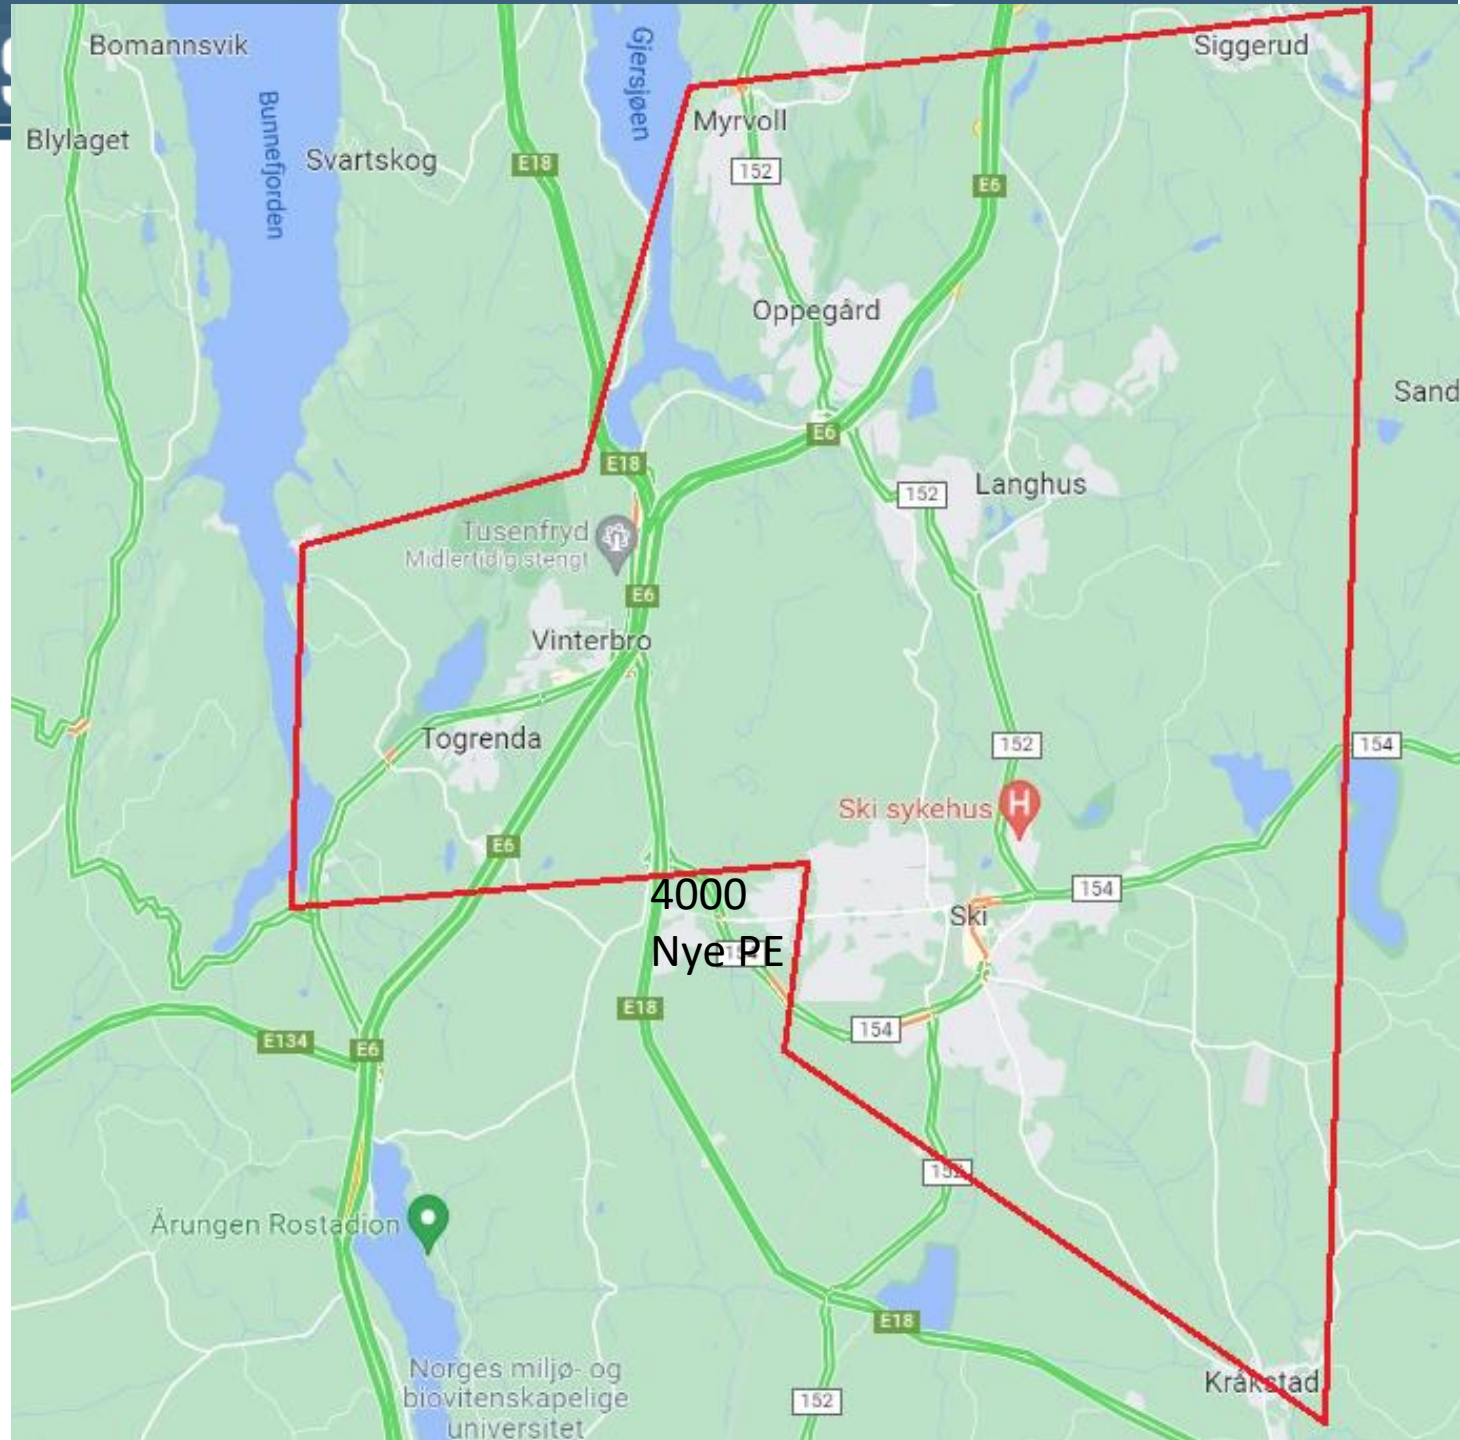 Bomannsvik
Siggerud
Gjersjøen
Bunnefjorden
Myrvoll
Blylaget
Svartskog
E18
152
E6
Oppegård
Sand
E6
E18
152
Langhus
Tusenfryd
Midlertidig stengt
E6
Vinterbro
Togrenda
152
154
Ski sykehus
H
E6
4000
154
Ski
Nye PE
154
E18
154
E134
E6
152
Årungen Rostadion
E18
Norges miljø- og
biovitenskapelige
universitet
152
Kråkstad